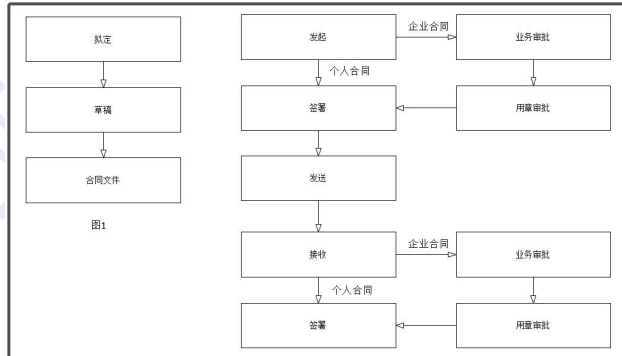 拟定
草稿
合同文件
图1
发起
企业合同
业务审批
个人合同
签署
用章审批
发送
接收
企业合同
业务审批
个人合同
签署
用章审批